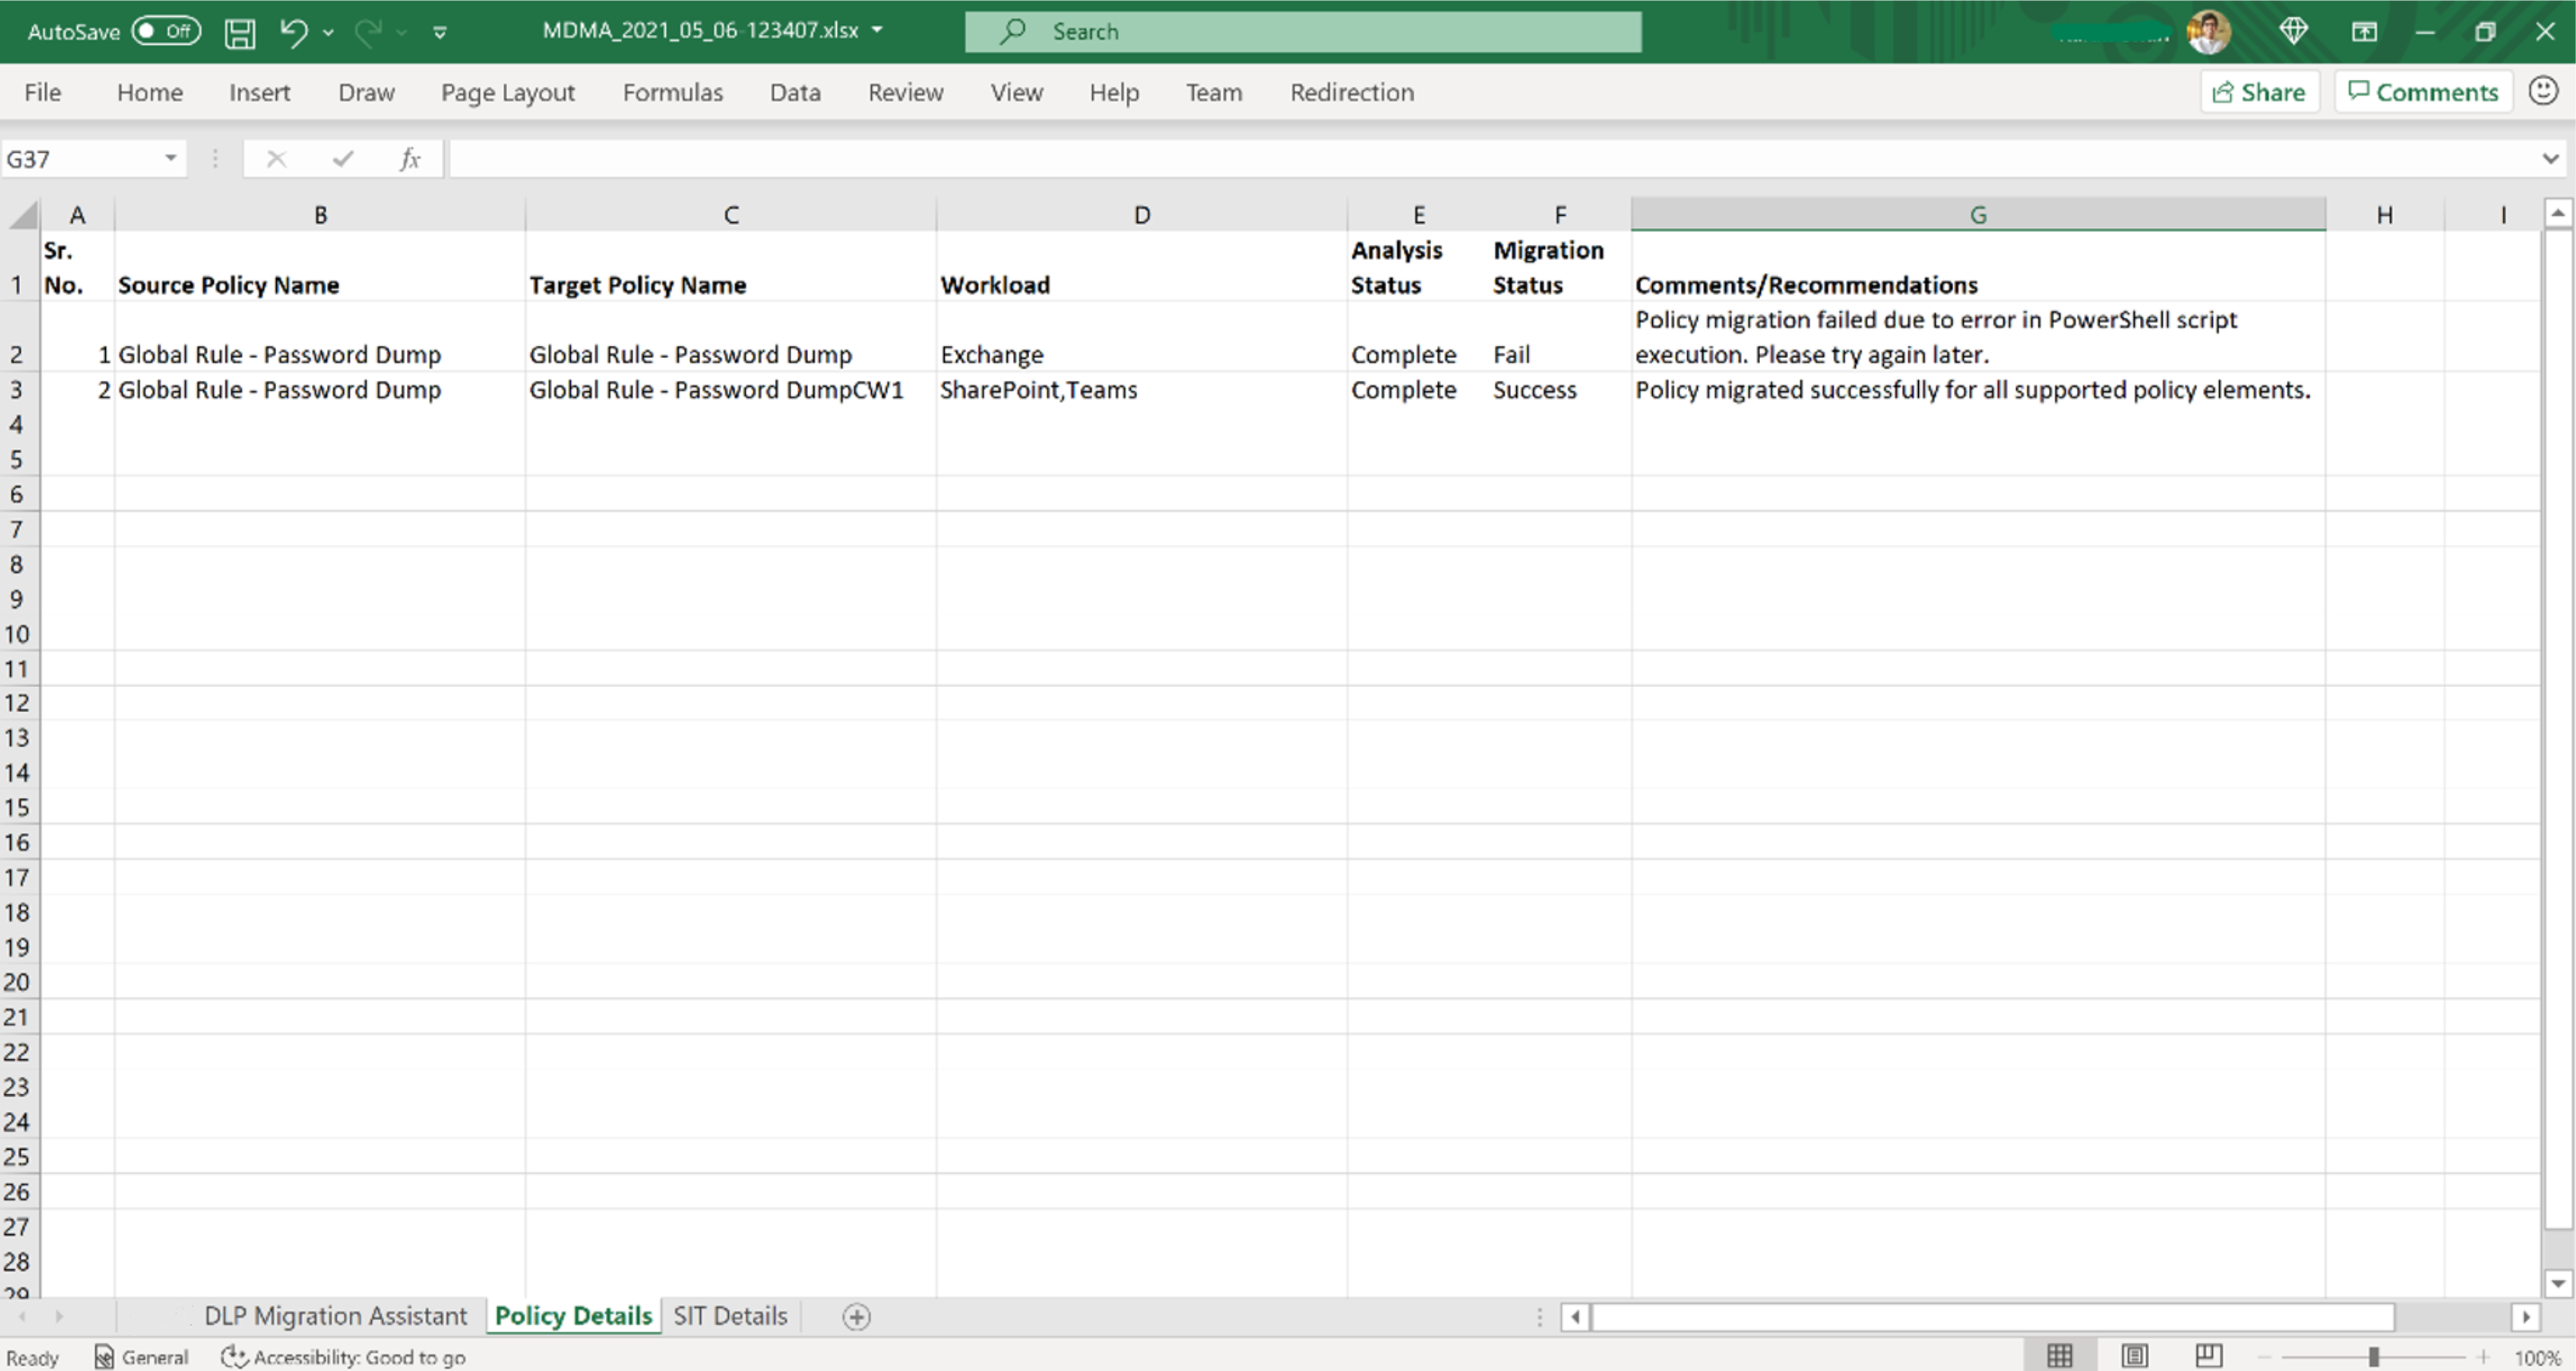 AutoSave Off MDMA_2021_05_06-123407.xlsx Search
File Home Insert Draw Page Layout Formulas Data Review View Help Team Redirection Share Comments
G37 fx
A B C D E F G H I
Sr. Analysis Migration
1 No. Source Policy Name Target Policy Name Workload Status Status Comments/Recommendations
Policy migration failed due to error in PowerShell script
2 1 Global Rule - Password Dump Global Rule - Password Dump Exchange Complete Fail execution. Please try again later.
3 2 Global Rule - Password Dump Global Rule - Password DumpCW1 SharePoint,Teams Complete Success Policy migrated successfully for all supported policy elements.
4
5
6
7
8
9
10
11
12
13
14
15
16
17
18
19
20
21
22
23
24
25
26
27
28
29
DLP Migration Assistant Policy Details SIT Details
Ready General Accessibility: Good to go 100%